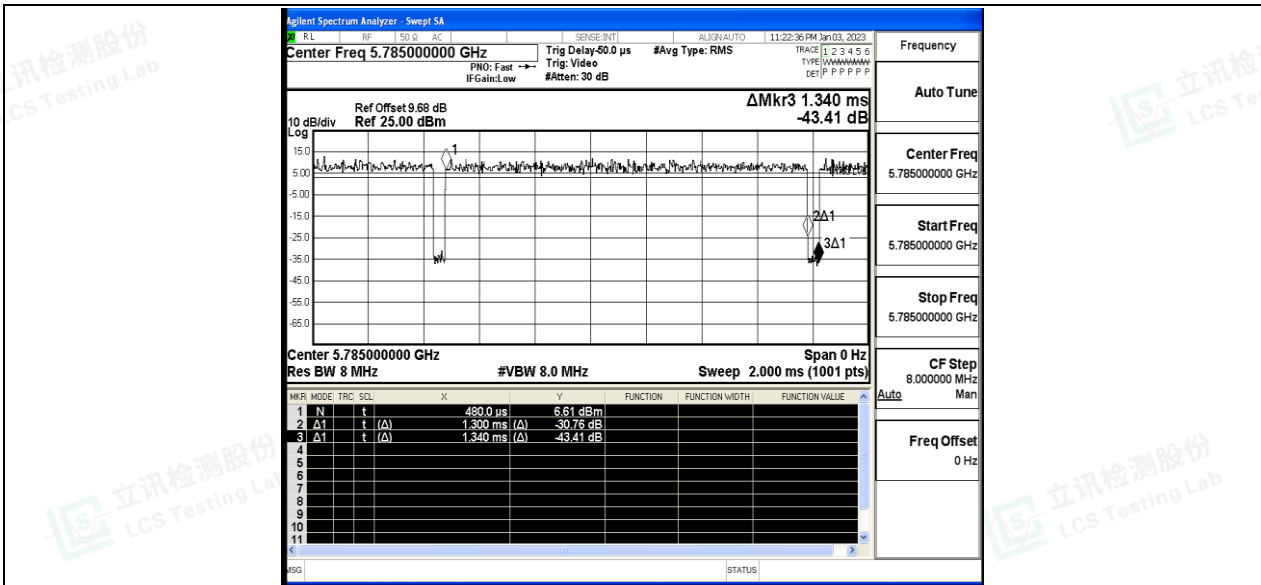 Agilent Spectrum Analyzer - Swept SA
RL RF 50 Ω AC SENSE:INT ALIGNAUTO 11:22:36 PM Jan 03, 2023
Center Freq 5.785000000 GHz
PNO: Fast
IFGain:Low
Trig Delay-50.0 µs
Trig: Video
#Atten: 30 dB
#Avg Type: RMS
TRACE 1 2 3 4 5 6
TYPE
DET P P P P P P
Ref Offset 9.68 dB
Ref 25.00 dBm
10 dB/div
Log
ΔMkr3 1.340 ms
-43.41 dB
15.0
5.00
-5.00
-15.0
-25.0
-35.0
-45.0
-55.0
-65.0
1
2Δ1
3Δ1
Center 5.785000000 GHz Span 0 Hz
Res BW 8 MHz #VBW 8.0 MHz Sweep 2.000 ms (1001 pts)
MKR MODE TRC SCL X Y FUNCTION FUNCTION WIDTH FUNCTION VALUE
1 N t 480.0 µs 6.61 dBm
2 Δ1 t (Δ) 1.300 ms (Δ) -30.76 dB
3 Δ1 t (Δ) 1.340 ms (Δ) -43.41 dB
4
5
6
7
8
9
10
11
MSG STATUS
Frequency
Auto Tune
Center Freq
5.785000000 GHz
Start Freq
5.785000000 GHz
Stop Freq
5.785000000 GHz
CF Step
8.000000 MHz
Auto Man
Freq Offset
0 Hz
讯检测股份
LCS Testing Lab
立讯检
LCS Tes
立讯检测股份
LCS Testing La
立讯检测股份
LCS Testing Lab